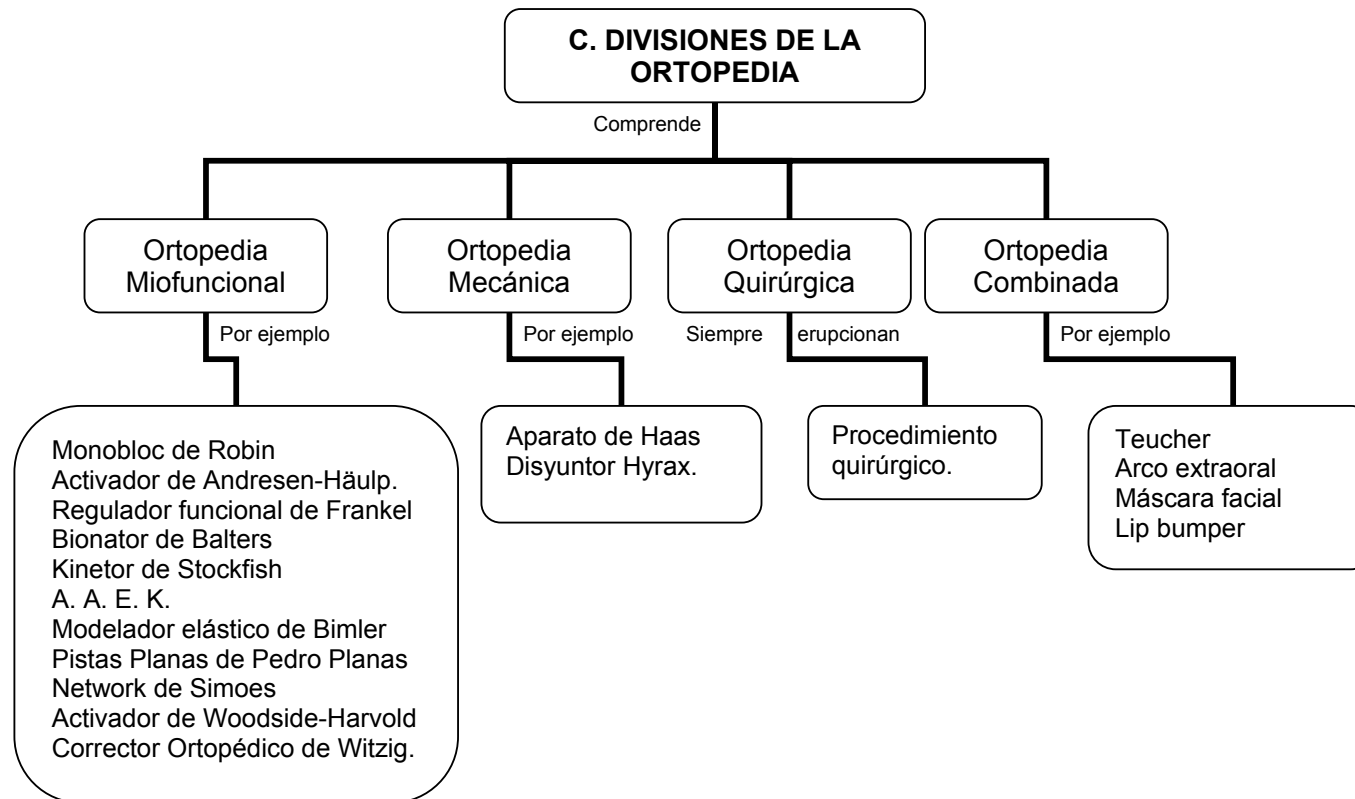 C. DIVISIONES DE LA
ORTOPEDIA
Comprende
Ortopedia
Miofuncional
Ortopedia
Mecánica
Ortopedia
Quirúrgica
Ortopedia
Combinada
Por ejemplo
Por ejemplo
Siempre erupcionan
Por ejemplo
Monobloc de Robin
Activador de Andresen-Häulp.
Regulador funcional de Frankel
Bionator de Balters
Kinetor de Stockfish
A. A. E. K.
Modelador elástico de Bimler
Pistas Planas de Pedro Planas
Network de Simoes
Activador de Woodside-Harvold
Corrector Ortopédico de Witzig.
Aparato de Haas
Disyuntor Hyrax.
Procedimiento
quirúrgico.
Teucher
Arco extraoral
Máscara facial
Lip bumper